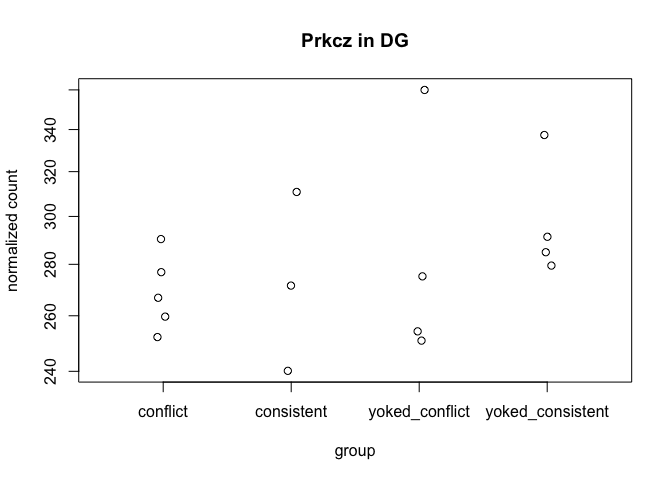 Prkcz in DG
normalized count
340
320
300
280
260
240
conflict
consistent
yoked_conflict
yoked_consistent
group